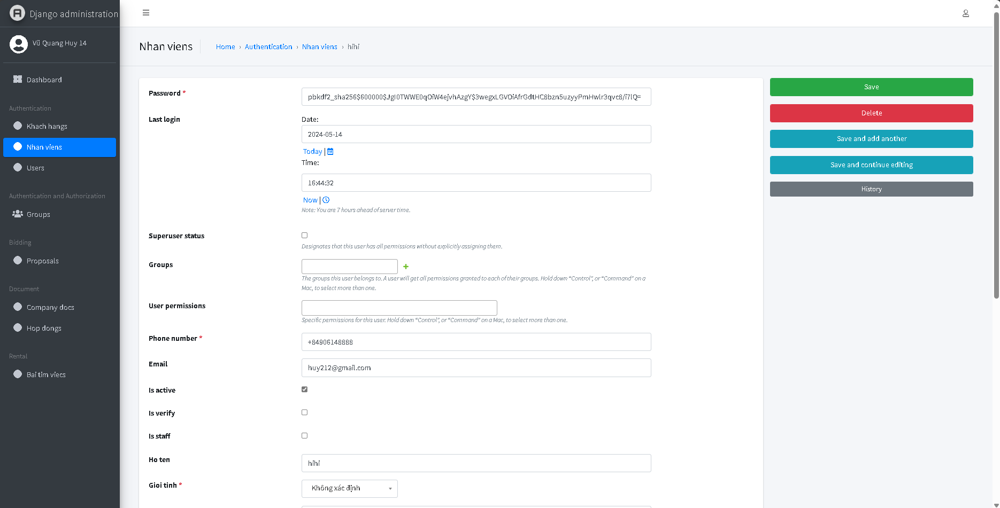 Django administration
Vũ Quang Huy 14
Dashboard
Authentication
Khach hangs
Nhan viens
Users
Authentication and Authorization
Groups
Bidding
Proposals
Document
Company docs
Hop dongs
Rental
Bai tim viecs
Nhan viens
Home › Authentication › Nhan viens › hihi
Password *
pbkdf2_sha256$600000$JgI0TWWE0qOiW4ejvhAzgY$3wegxLGVOiAfrGdtHC8bzn5uzyyPmHwlr3qvc8/i7lQ=
Last login
Date:
2024-05-14
Today |
Time:
16:44:32
Now |
Note: You are 7 hours ahead of server time.
Superuser status
Designates that this user has all permissions without explicitly assigning them.
Groups
The groups this user belongs to. A user will get all permissions granted to each of their groups. Hold down “Control”, or “Command” on a
Mac, to select more than one.
User permissions
Specific permissions for this user. Hold down “Control”, or “Command” on a Mac, to select more than one.
Phone number *
+84906148888
Email
huy212@gmail.com
Is active
Is verify
Is staff
Ho ten
hihi
Gioi tinh *
Không xác định
Save
Delete
Save and add another
Save and continue editing
History